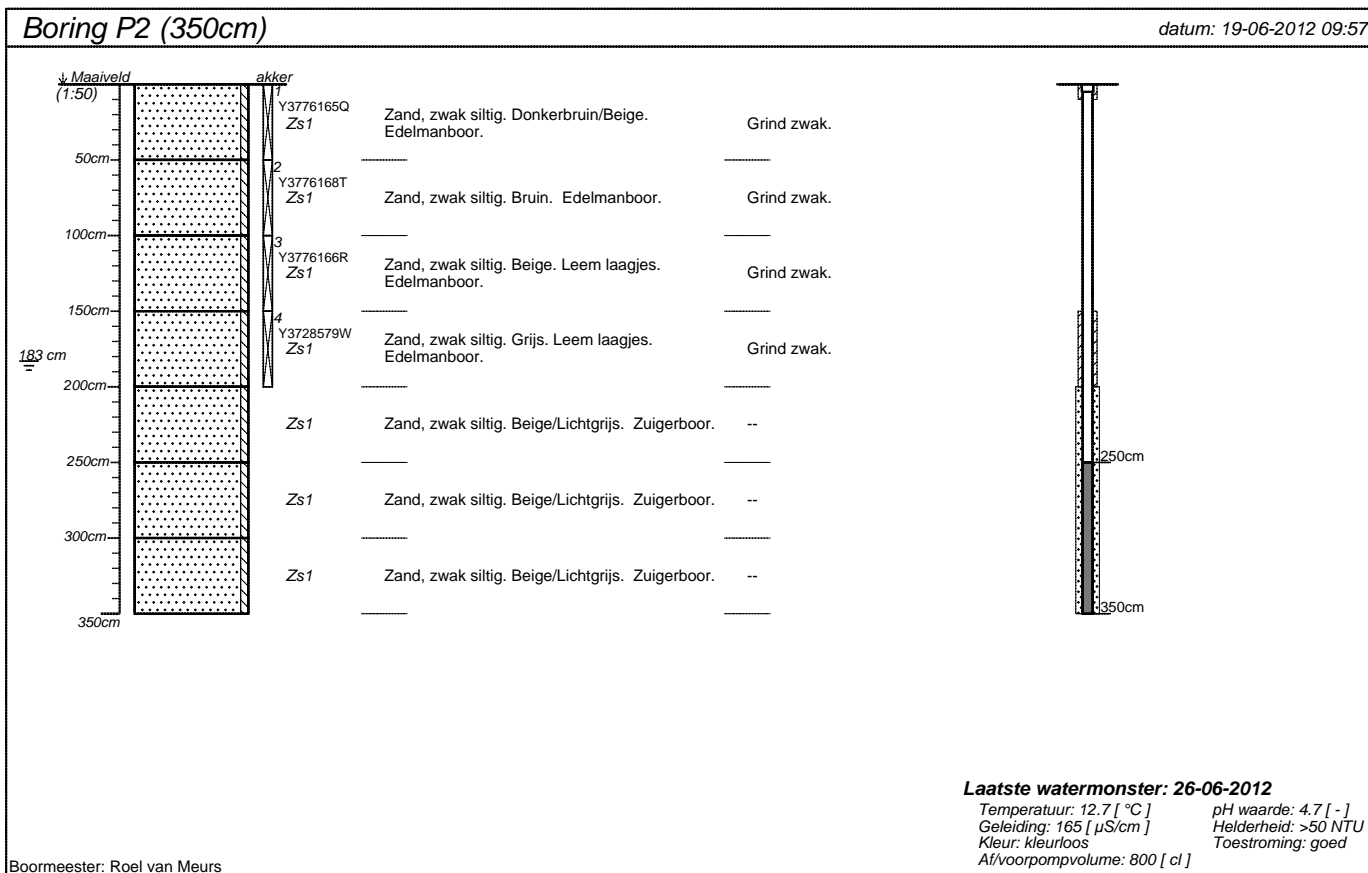 Boring P2 (350cm)
datum: 19-06-2012 09:57
Maaiveld
akker
(1:50)
1
Y3776165Q
Zs1
Zand, zwak siltig. Donkerbruin/Beige.
Edelmanboor.
Grind zwak.
50cm
2
Y3776168T
Zs1
Zand, zwak siltig. Bruin.  Edelmanboor.
Grind zwak.
100cm
3
Y3776166R
Zs1
Zand, zwak siltig. Beige. Leem laagjes.
Edelmanboor.
Grind zwak.
150cm
4
Y3728579W
Zs1
Zand, zwak siltig. Grijs. Leem laagjes.
Edelmanboor.
Grind zwak.
183 cm
200cm
Zs1
Zand, zwak siltig. Beige/Lichtgrijs.  Zuigerboor.
--
250cm
250cm
Zs1
Zand, zwak siltig. Beige/Lichtgrijs.  Zuigerboor.
--
300cm
Zs1
Zand, zwak siltig. Beige/Lichtgrijs.  Zuigerboor.
--
350cm
350cm
Laatste watermonster: 26-06-2012
Temperatuur: 12.7 [ °C ]
pH waarde: 4.7 [ - ]
Geleiding: 165 [ µS/cm ]
Helderheid: >50 NTU
Kleur: kleurloos
Toestroming: goed
Af/voorpompvolume: 800 [ cl ]
Boormeester: Roel van Meurs